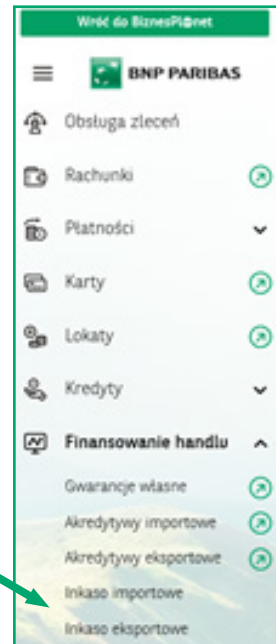 Wróć do BiznesPl@net
BNP PARIBAS
Obsługa zleceń
Rachunki
Płatności
Karty
Lokaty
Kredyty
Finansowanie handlu
Gwarancje własne
Akredytywy importowe
Akredytywy eksportowe
Inkaso importowe
Inkaso eksportowe